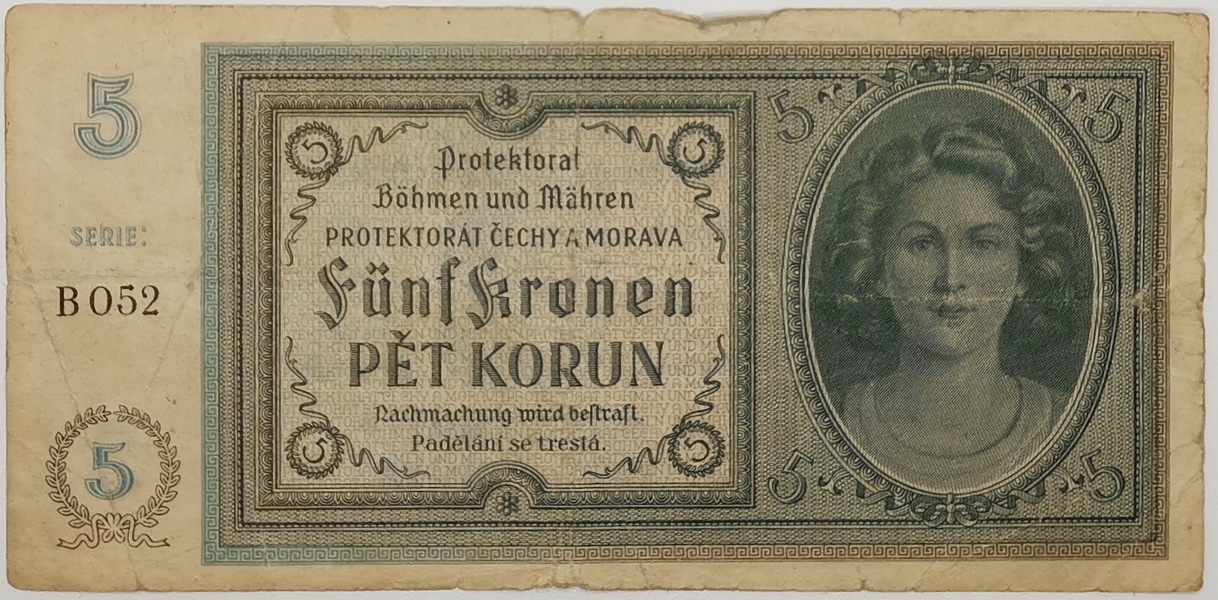 5
SERIE:
B 052
5
5
5
Protektorat
Böhmen und Mähren
PROTEKTORÁT ČECHY A MORAVA
Fünf Kronen
PĚT KORUN
Nachmachung wird bestraft.
Padělání se trestá.
5
5
5
5
5
5